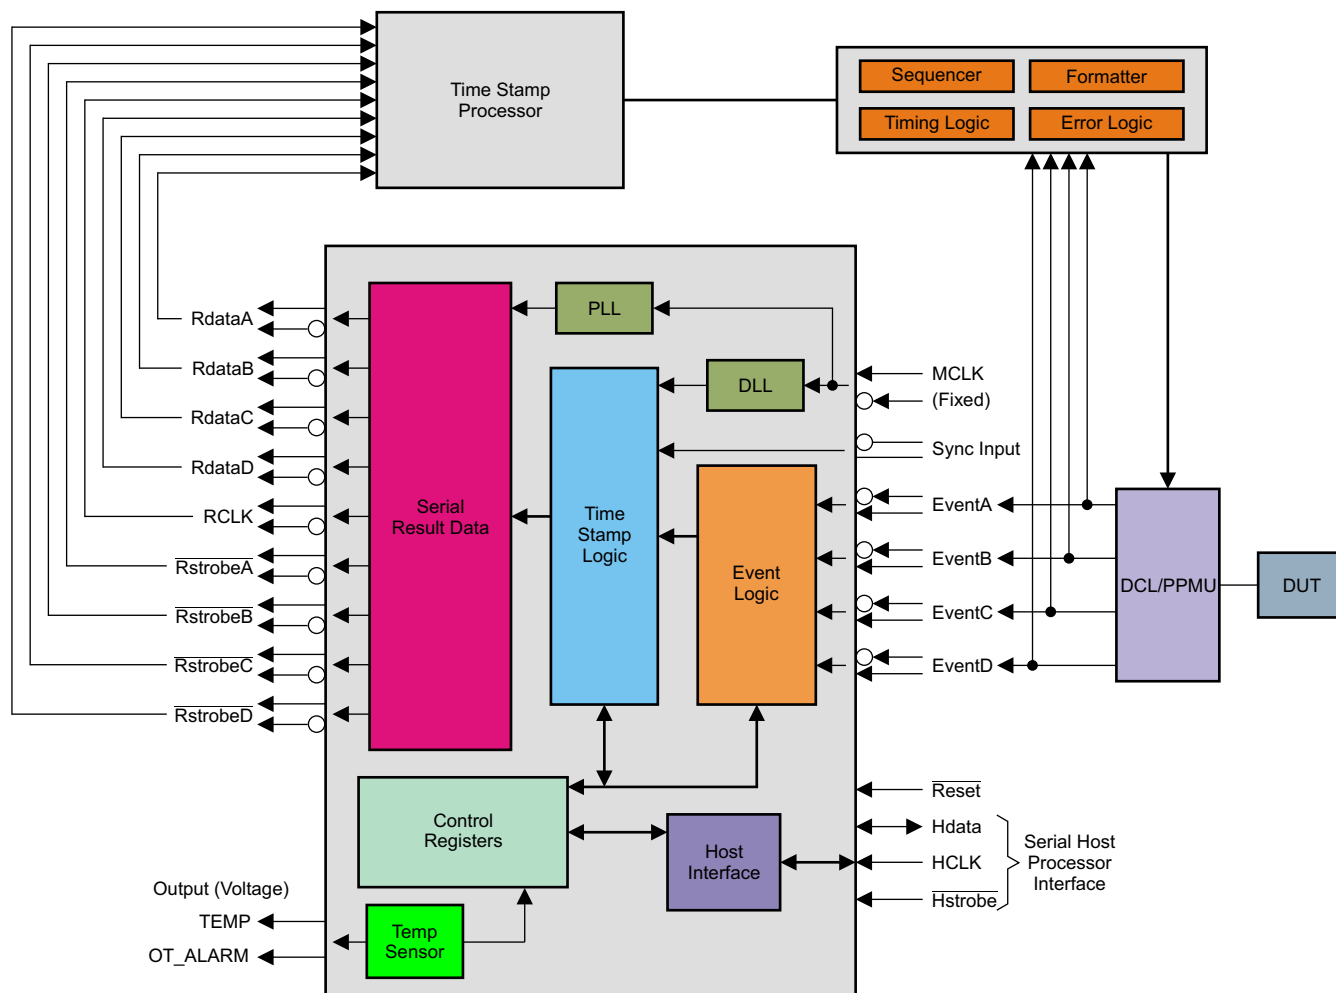 Time Stamp
Processor
Sequencer
Formatter
Timing Logic
Error Logic
RdataA
RdataB
RdataC
RdataD
RCLK
RstrobeA
RstrobeB
RstrobeC
RstrobeD
Serial
Result Data
PLL
DLL
Time
Stamp
Logic
Event
Logic
MCLK
(Fixed)
Sync Input
EventA
EventB
EventC
EventD
DCL/PPMU
DUT
Control
Registers
Host
Interface
Reset
Hdata
HCLK
Hstrobe
Serial Host
Processor
Interface
Output (Voltage)
TEMP
OT_ALARM
Temp
Sensor